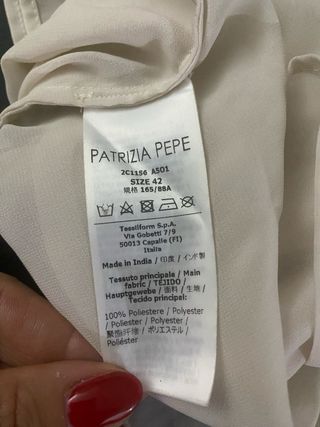 PATRIZIA PEPE
2C1156 A501
SIZE 42
规格 165/88A
Tessilform S.p.A.
Via Gobetti 7/9
50013 Capalle (FI)
Italia
Made in India / 印度 / インド製
Tessuto principale / Main
fabric / TEJIDO /
Hauptgewebe / 面料 / 生地 /
Tecido principal:
100% Poliestere / Polyester
/ Poliester / Polyester /
聚酯纤维 / ポリエステル /
Poliéster